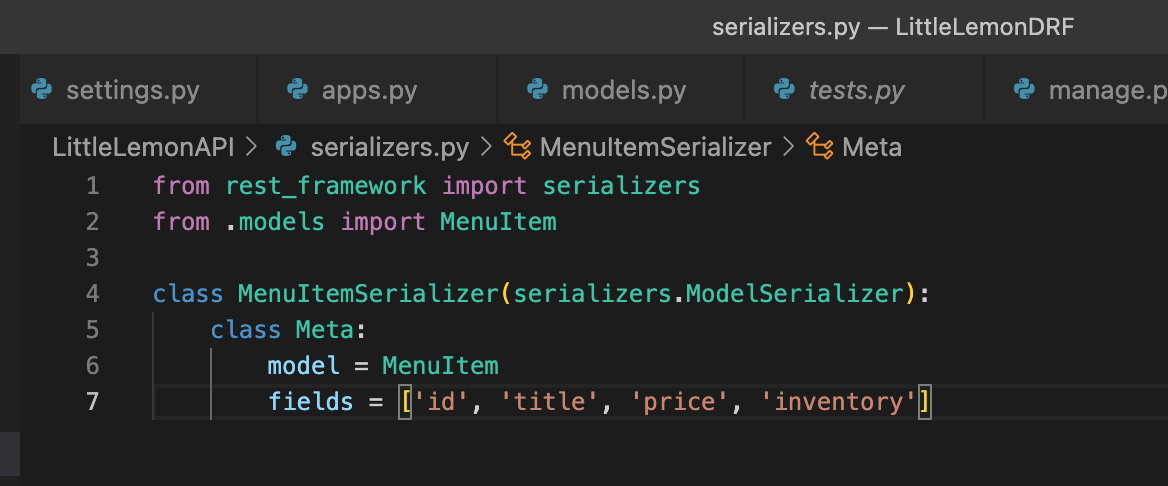 serializers.py — LittleLemonDRF
settings.py apps.py models.py tests.py manage.p
LittleLemonAPI > serializers.py > MenuItemSerializer > Meta
1 from rest_framework import serializers
2 from .models import MenuItem
3
4 class MenuItemSerializer(serializers.ModelSerializer):
5 class Meta:
6 model = MenuItem
7 fields = ['id', 'title', 'price', 'inventory']